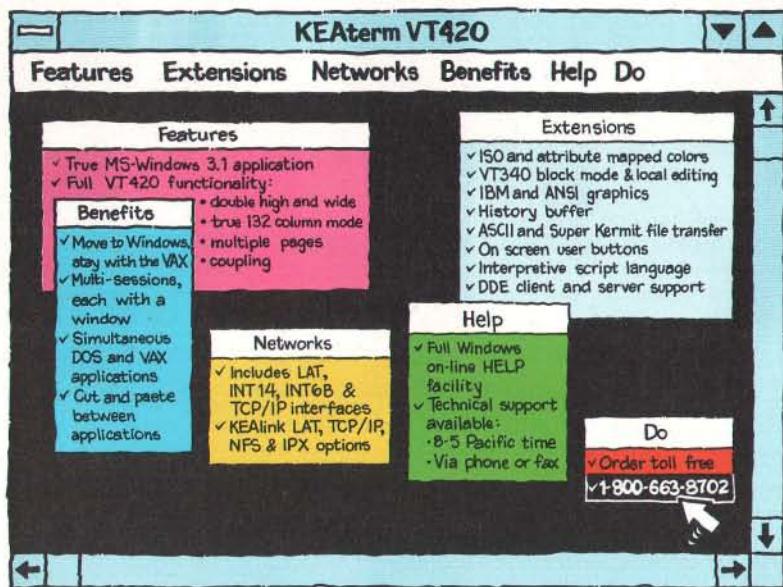 KEAterm VT420
Features Extensions Networks Benefits Help Do
Features
✓ True MS-Windows 3.1 application
✓ Full VT420 functionality:
• double high and wide
• true 132 column mode
• multiple pages
• coupling
Benefits
✓ Move to Windows,
stay with the VAX
✓ Multi-sessions,
each with a
window
✓ Simultaneous
DOS and VAX
applications
✓ Cut and paste
between
applications
Networks
✓ Includes LAT,
INT14, INT6B &
TCP/IP interfaces
✓ KEAlink LAT, TCP/IP,
NFS & IPX options
Extensions
✓ ISO and attribute mapped colors
✓ VT340 block mode & local editing
✓ IBM and ANSI graphics
✓ History buffer
✓ ASCII and Super Kermit file transfer
✓ On screen user buttons
✓ Interpretive script language
✓ DDE client and server support
Help
✓ Full Windows
on-line HELP
facility
✓ Technical support
available:
• 8-5 Pacific time
• Via phone or fax
Do
✓ Order toll free
✓ 1-800-663-8702